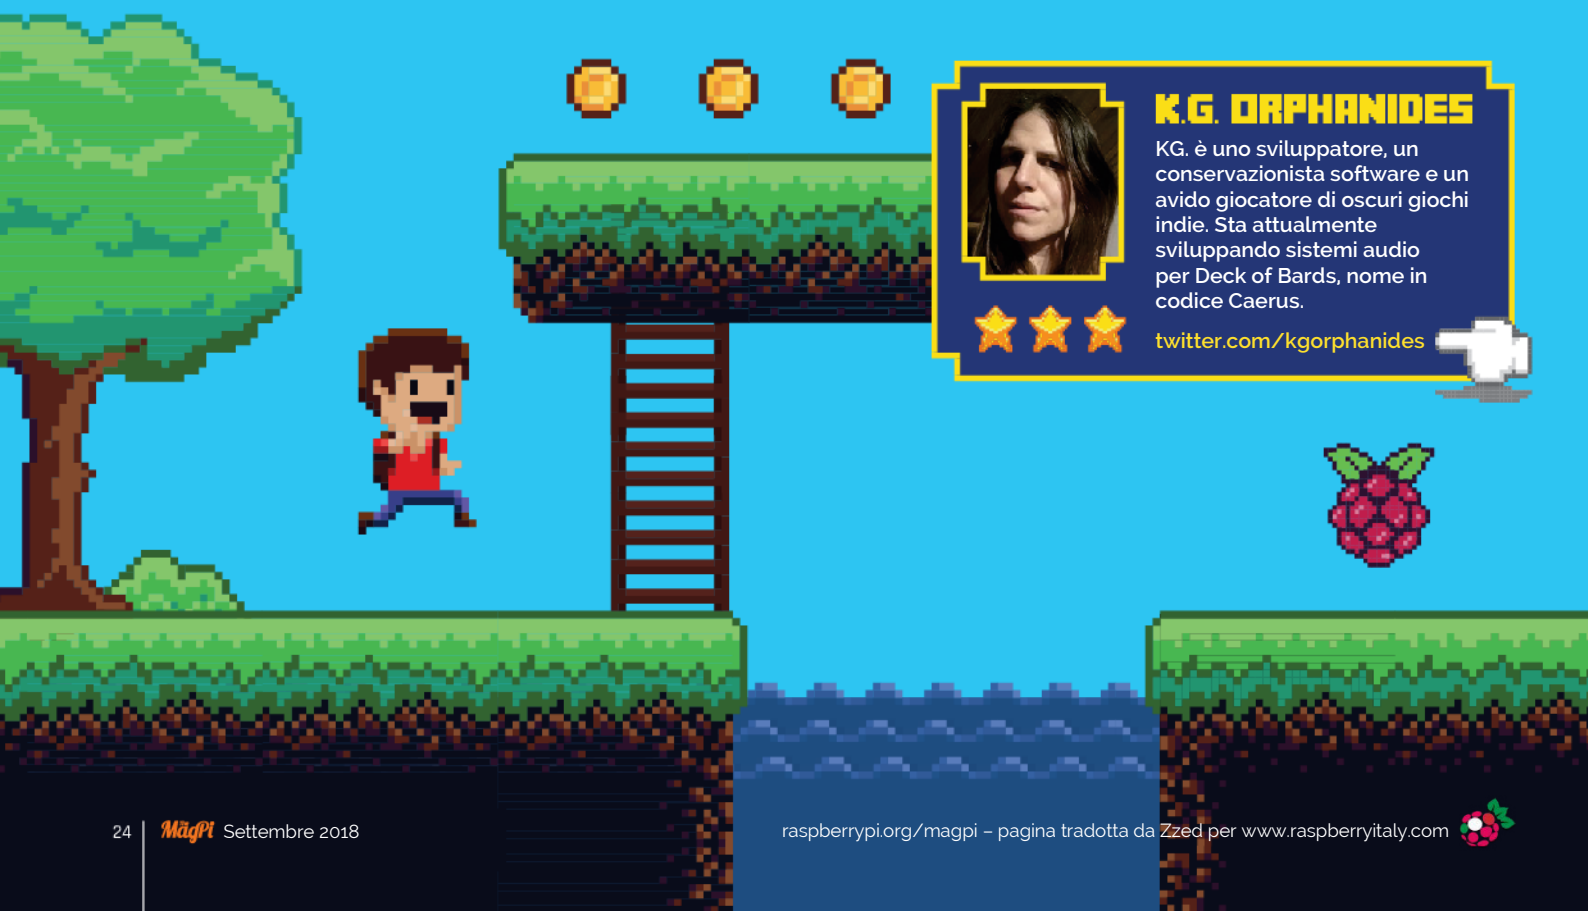 K.G. ORPHANIDES
KG. è uno sviluppatore, un
conservazionista software e un
avido giocatore di oscuri giochi
indie. Sta attualmente
sviluppando sistemi audio
per Deck of Bards, nome in
codice Caerus.
twitter.com/kgorphanides
24 The MagPi Settembre 2018
raspberrypi.org/magpi – pagina tradotta da Zzed per www.raspberryitaly.com